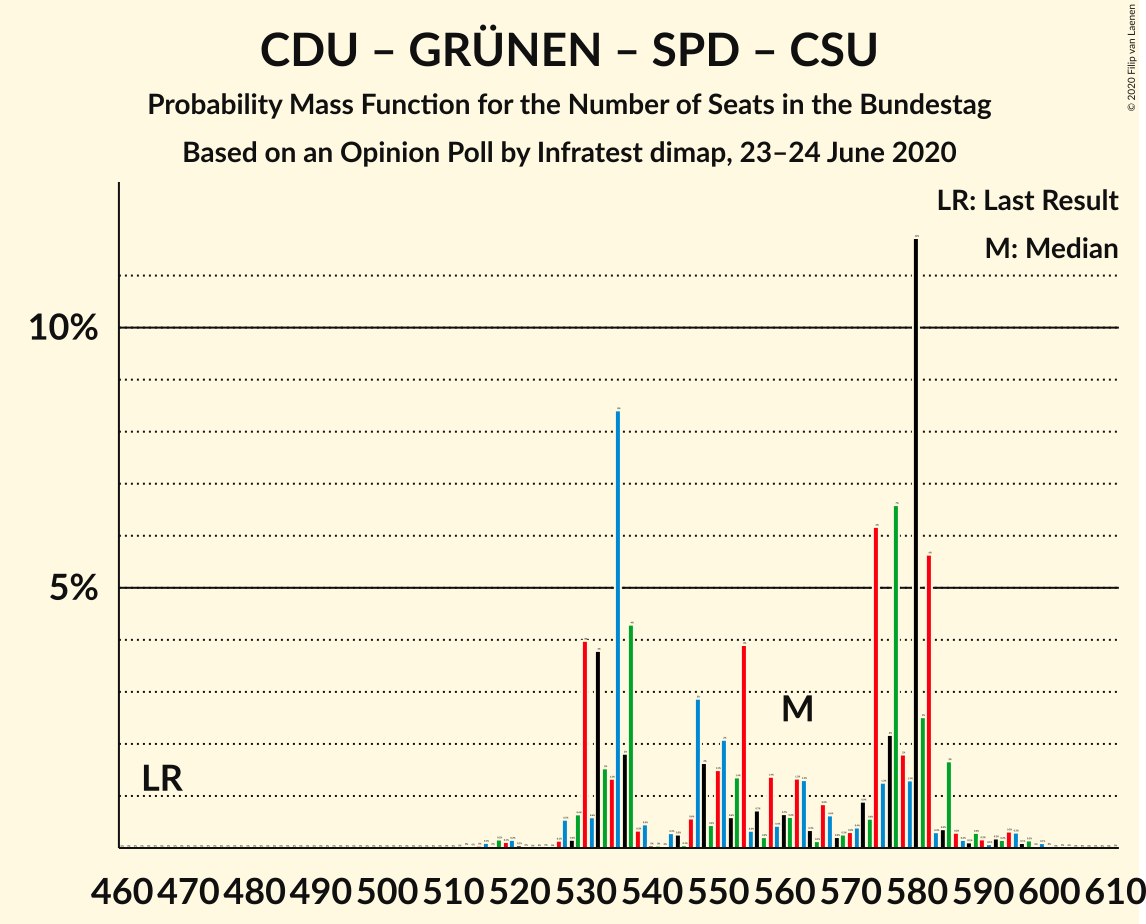 CDU – GRÜNEN – SPD – CSU
Probability Mass Function for the Number of Seats in the Bundestag
Based on an Opinion Poll by Infratest dimap, 23–24 June 2020
© 2020 Filip van Laenen
LR: Last Result
M: Median
10%
5%
M
LR
460 470 480 490 500 510 520 530 540 550 560 570 580 590 600 610